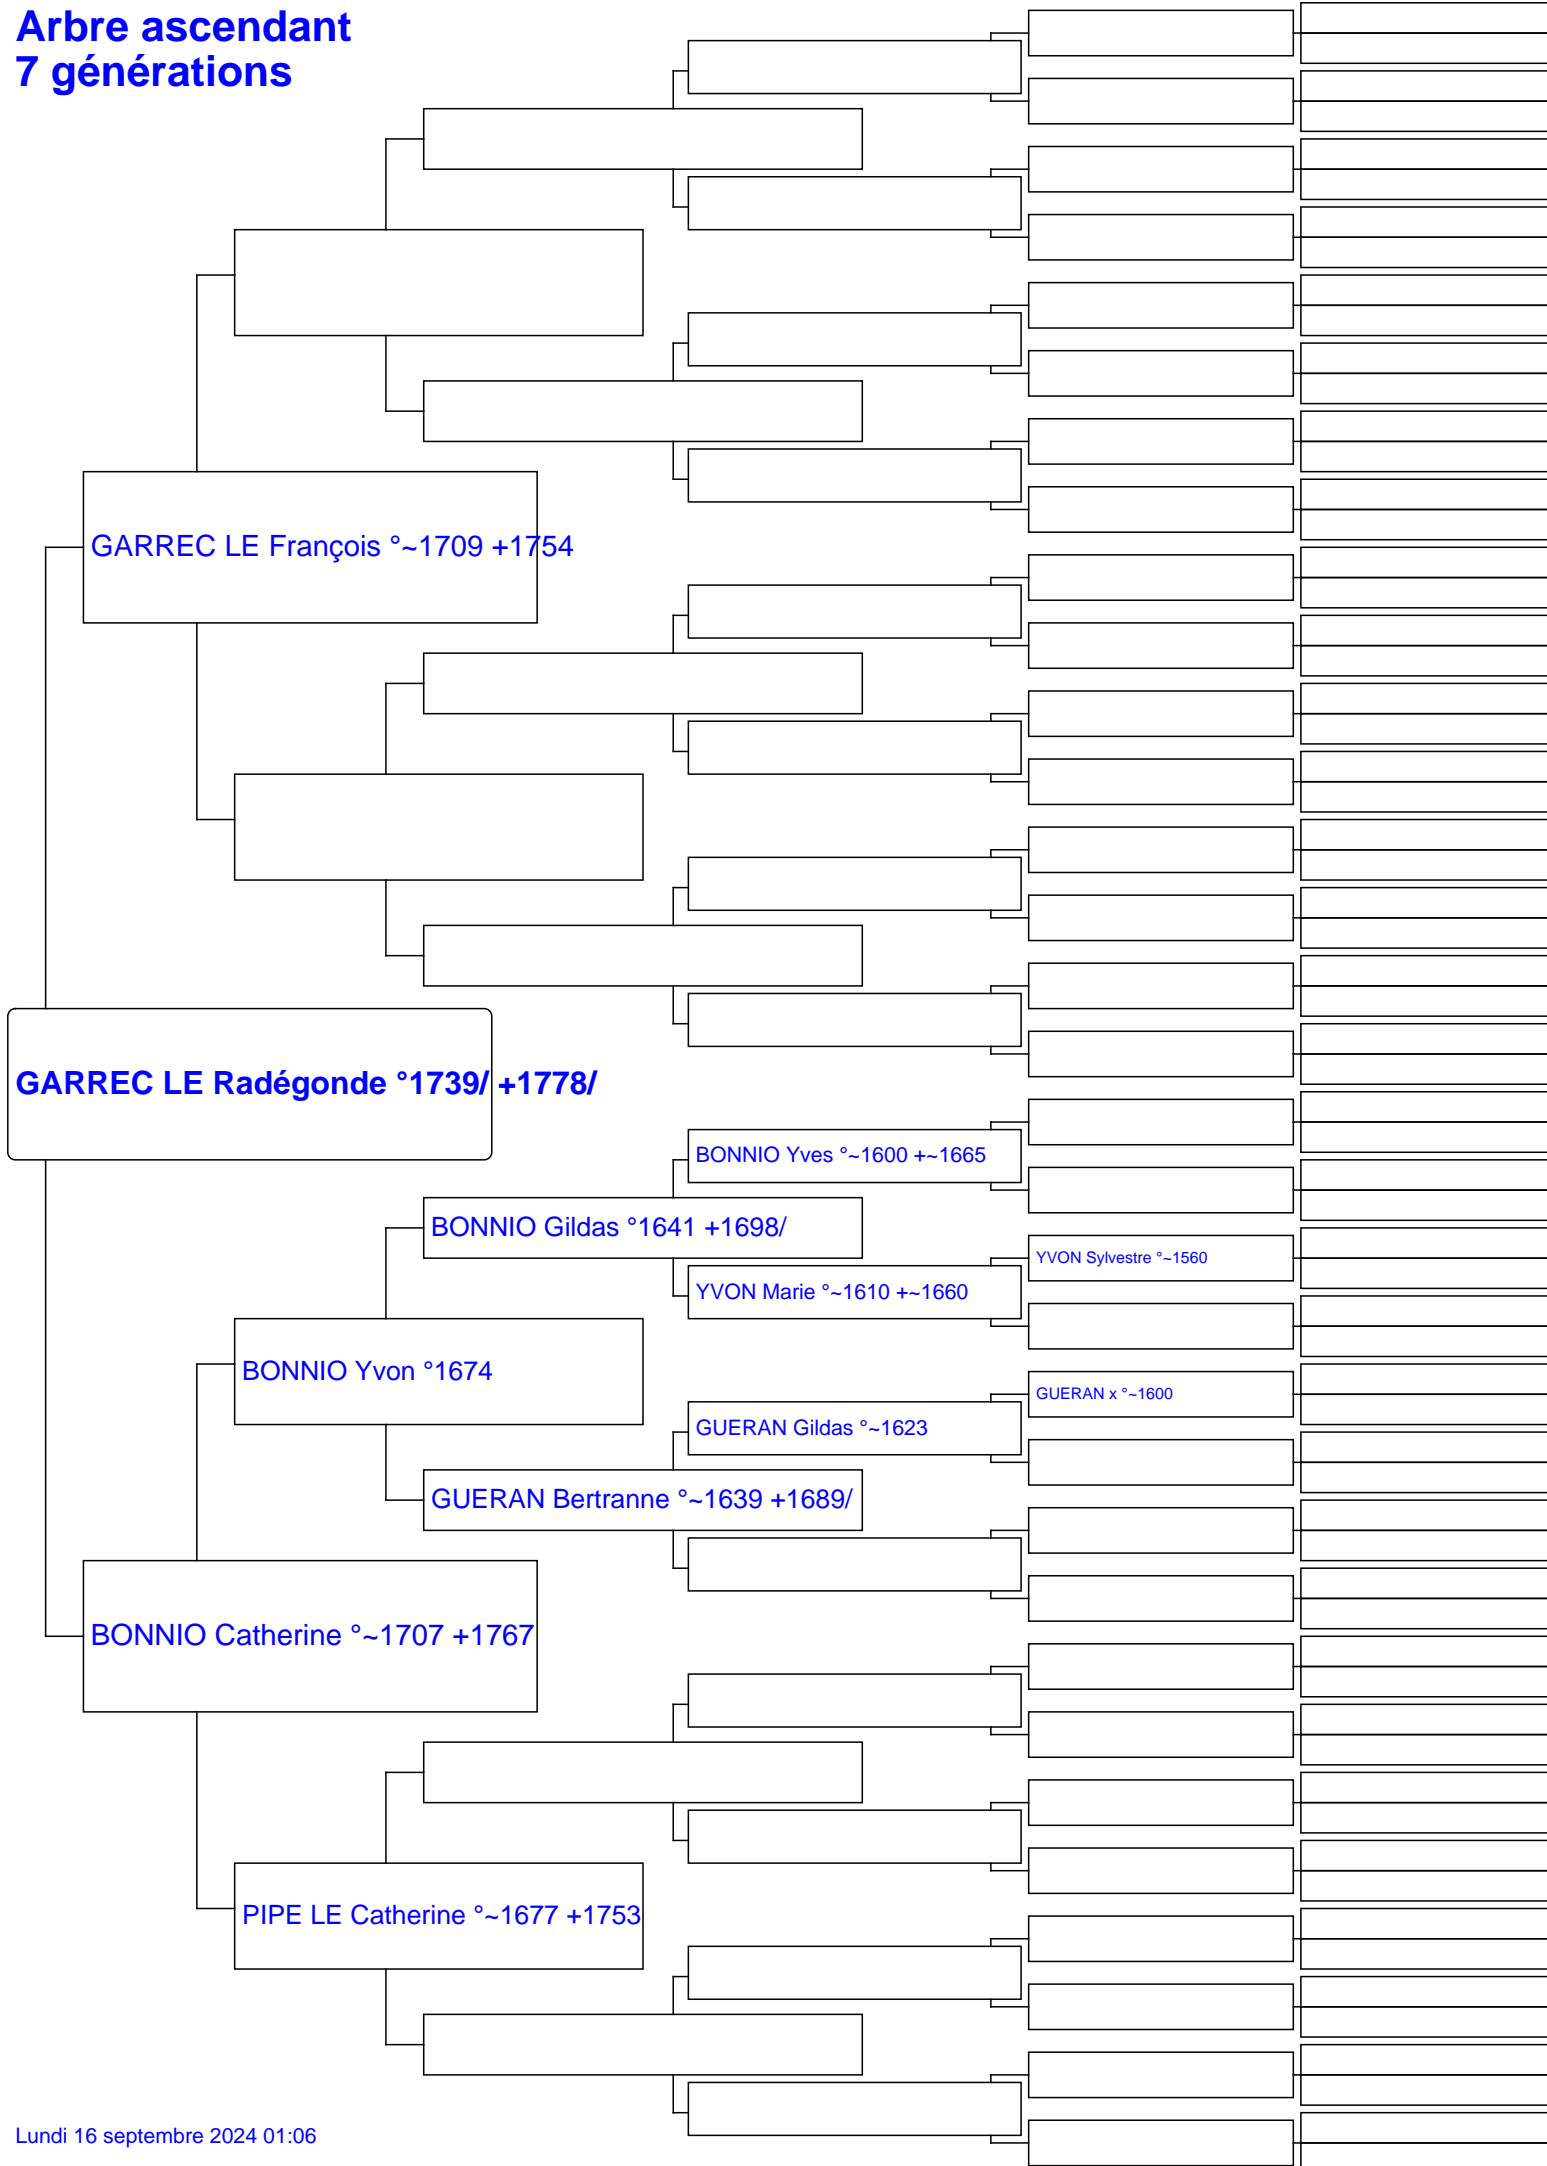 Arbre ascendant
7 générations
GARREC LE François °~1709 +1754
GARREC LE Radégonde °1739/ +1778/
BONNIO Yves °~1600 +~1665
BONNIO Gildas °1641 +1698/
YVON Sylvestre °~1560
YVON Marie °~1610 +~1660
BONNIO Yvon °1674
GUERAN x °~1600
GUERAN Gildas °~1623
GUERAN Bertranne °~1639 +1689/
BONNIO Catherine °~1707 +1767
PIPE LE Catherine °~1677 +1753
Lundi 16 septembre 2024 01:06